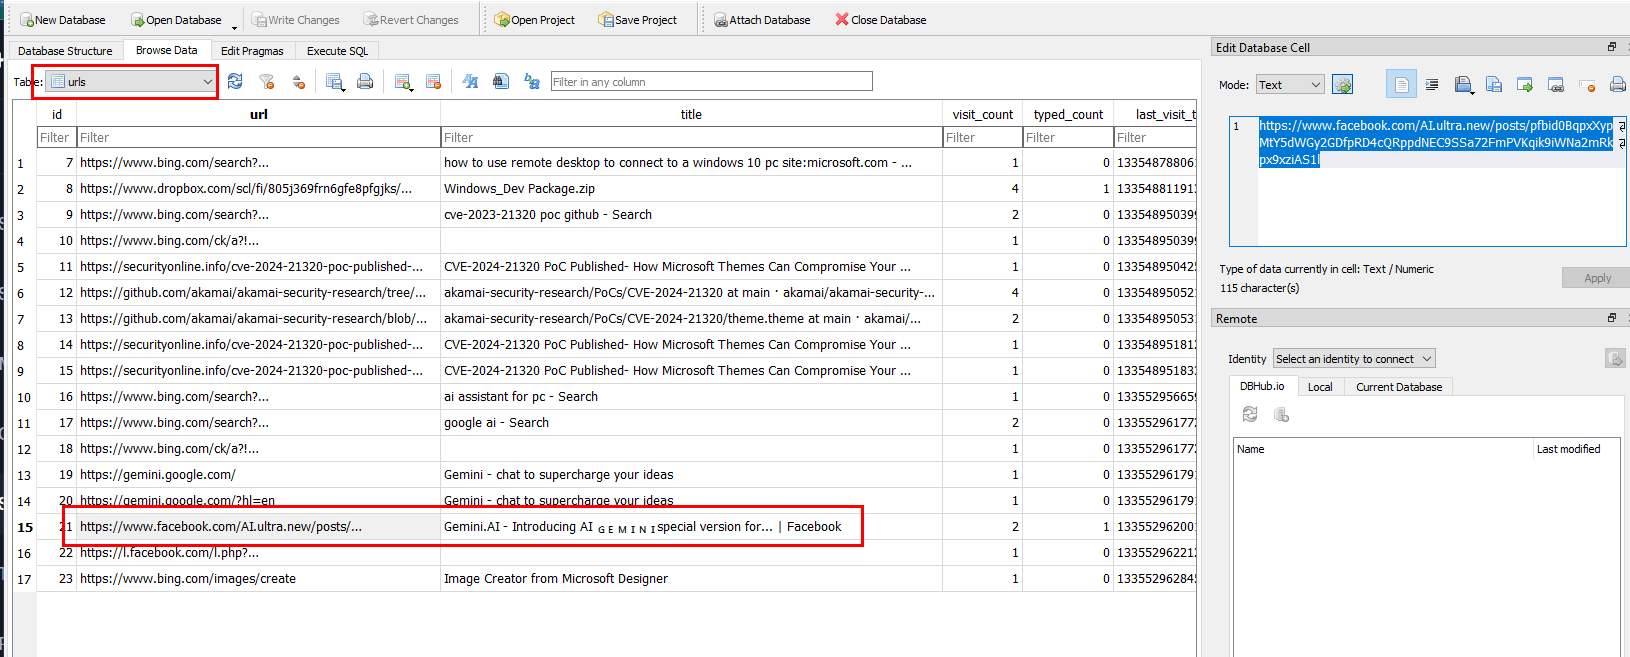 New Database Open Database Write Changes Revert Changes Open Project Save Project Attach Database Close Database
Database Structure Browse Data Edit Pragmas Execute SQL
Table: urls Filter in any column
id url title visit_count typed_count last_visit_t
Filter Filter Filter Filter Filter Filter
1 7 https://www.bing.com/search?... how to use remote desktop to connect to a windows 10 pc site:microsoft.com - ... 1 0 13354878806
2 8 https://www.dropbox.com/scl/fi/805j369frn6gfe8pfgjks/... Windows_Dev Package.zip 4 1 1335488119
3 9 https://www.bing.com/search?... cve-2023-21320 poc github - Search 2 0 1335489503
4 10 https://www.bing.com/ck/a?!... 1 0 1335489503
5 11 https://securityonline.info/cve-2024-21320-poc-published-... CVE-2024-21320 PoC Published- How Microsoft Themes Can Compromise Your ... 1 0 1335489504
6 12 https://github.com/akamai/akamai-security-research/tree/... akamai-security-research/PoCs/CVE-2024-21320 at main · akamai/akamai-security-... 4 0 1335489505
7 13 https://github.com/akamai/akamai-security-research/blob/... akamai-security-research/PoCs/CVE-2024-21320/theme.theme at main · akamai/... 2 0 1335489505
8 14 https://securityonline.info/cve-2024-21320-poc-published-... CVE-2024-21320 PoC Published- How Microsoft Themes Can Compromise Your ... 1 0 1335489518
9 15 https://securityonline.info/cve-2024-21320-poc-published-... CVE-2024-21320 PoC Published- How Microsoft Themes Can Compromise Your ... 1 0 1335489518
10 16 https://www.bing.com/search?... ai assistant for pc - Search 1 0 1335529566
11 17 https://www.bing.com/search?... google ai - Search 2 0 1335529617
12 18 https://www.bing.com/ck/a?!... 1 0 1335529617
13 19 https://gemini.google.com/ Gemini - chat to supercharge your ideas 1 0 1335529617
14 20 https://gemini.google.com/?hl=en Gemini - chat to supercharge your ideas 1 0 1335529617
15 21 https://www.facebook.com/AI.ultra.new/posts/... Gemini.AI - Introducing AI ɢ ᴇ ᴍ ɪ ɴ ɪ special version for... | Facebook 2 1 1335529620
16 22 https://l.facebook.com/l.php?... 1 0 1335529622
17 23 https://www.bing.com/images/create Image Creator from Microsoft Designer 1 0 1335529628
Edit Database Cell
Mode: Text
1 https://www.facebook.com/AI.ultra.new/posts/pfbid0BqpxXyp
MtY5dWGy2GDfpRD4cQRppdNEC9SSa72FmPVKqik9iWNa2mRk
px9xziAS1l
Type of data currently in cell: Text / Numeric
115 character(s)
Apply
Remote
Identity Select an identity to connect
DBHub.io Local Current Database
Name Last modified